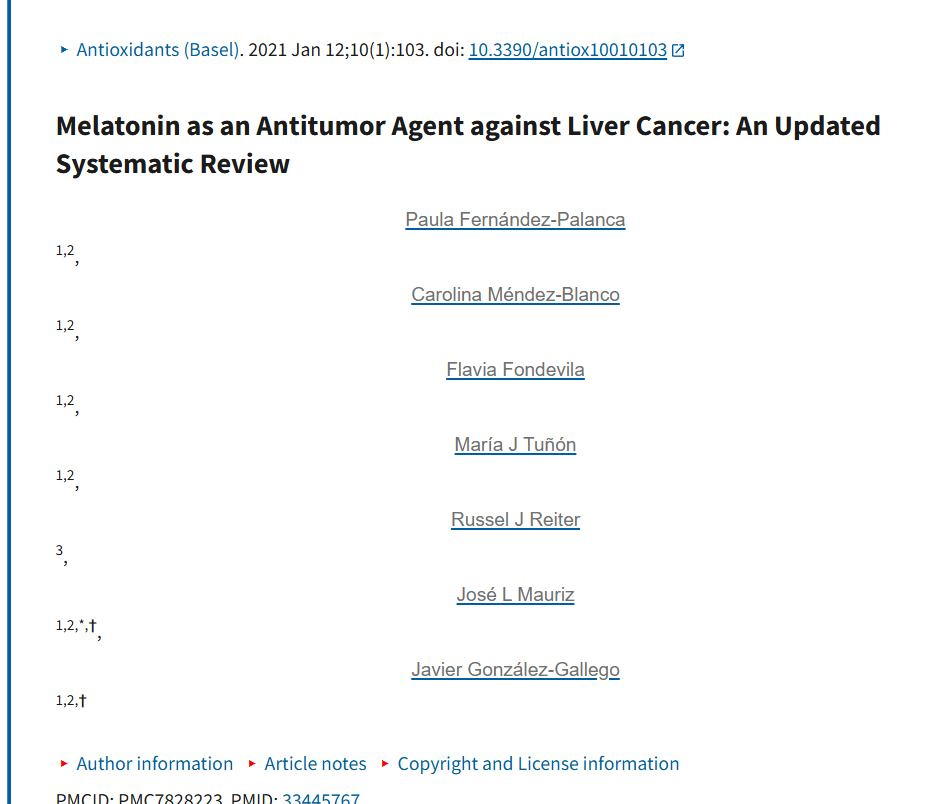 Antioxidants (Basel). 2021 Jan 12;10(1):103. doi: 10.3390/antiox10010103
Melatonin as an Antitumor Agent against Liver Cancer: An Updated
Systematic Review
Paula Fernández-Palanca
1,2,
Carolina Méndez-Blanco
1,2,
Flavia Fondevila
1,2,
María J Tuñón
1,2,
Russel J Reiter
3,
José L Mauriz
1,2,*,†,
Javier González-Gallego
1,2,†
Author information Article notes Copyright and License information
PMCID: PMC7828223 PMID: 33445767